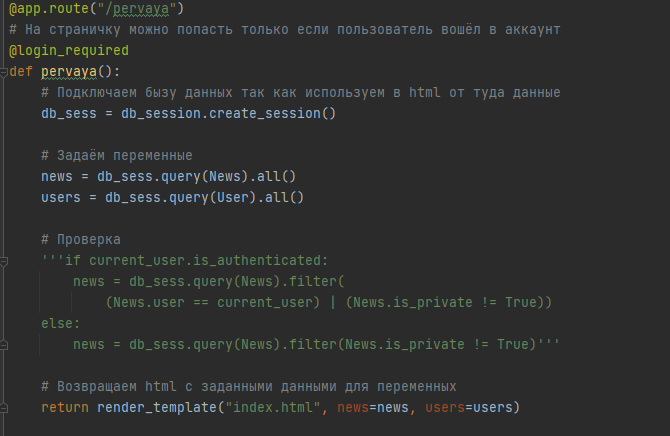 @app.route("/pervaya")
# На страничку можно попасть только если пользователь вошёл в аккаунт
@login_required
def pervaya():
    # Подключаем бызу данных так как используем в html от туда данные
    db_sess = db_session.create_session()

    # Задаём переменные
    news = db_sess.query(News).all()
    users = db_sess.query(User).all()

    # Проверка
    '''if current_user.is_authenticated:
        news = db_sess.query(News).filter(
            (News.user == current_user) | (News.is_private != True))
    else:
        news = db_sess.query(News).filter(News.is_private != True)'''

    # Возвращаем html с заданными данными для переменных
    return render_template("index.html", news=news, users=users)